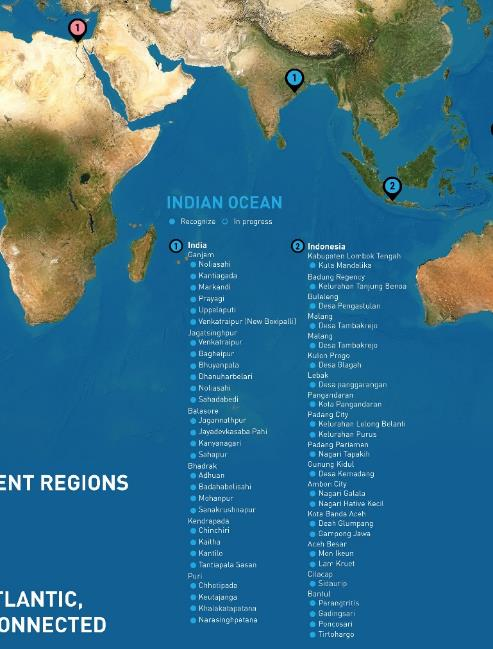 1
1
2
INDIAN OCEAN
Recognize In progress
1 India
Ganjam
Noliasahi
Kantiagada
Markandi
Prayagi
Uppalaputi
Venkatraipur (New Boxipalli)
Jagatsinghpur
Venkatraipur
Bagheipur
Bhuyanpala
Dhanuharbelari
Noliasahi
Sahadabedi
Balasore
Jagannathpur
Jayadevkasaba Pahi
Kanyanagari
Sahapur
Bhadrak
Adhuan
Badahabelisahi
Mohanpur
Sanakrushnapur
Kendrapada
Chinchiri
Kaitha
Kantilo
Tantiapala Sasan
Puri
Chhotipade
Keutajanga
Khalakatapatana
Narasinghpatana
2 Indonesia
Kabupaten Lombok Tengah
Kuta Mandalika
Badung Regency
Kelurahan Tanjung Benoa
Buleleng
Desa Pengastulan
Malang
Desa Tambakrejo
Malang
Desa Tambakrejo
Kulon Progo
Desa Glagah
Lebak
Desa panggarangan
Pangandaran
Kota Pangandaran
Padang City
Kelurahan Lolong Belanti
Kelurahan Purus
Padang Pariaman
Nagari Tapakih
Gunung Kidul
Desa Kemadang
Ambon City
Nagari Galala
Nagari Hative Kecil
Kota Banda Aceh
Deah Glumpang
Gampong Jawa
Aceh Besar
Mon Ikeun
Lam Kruet
Cilacap
Sidaurip
Bantul
Parangtritis
Gadingsari
Poncosari
Tirtohargo
ENT REGIONS
TLANTIC,
ONNECTED